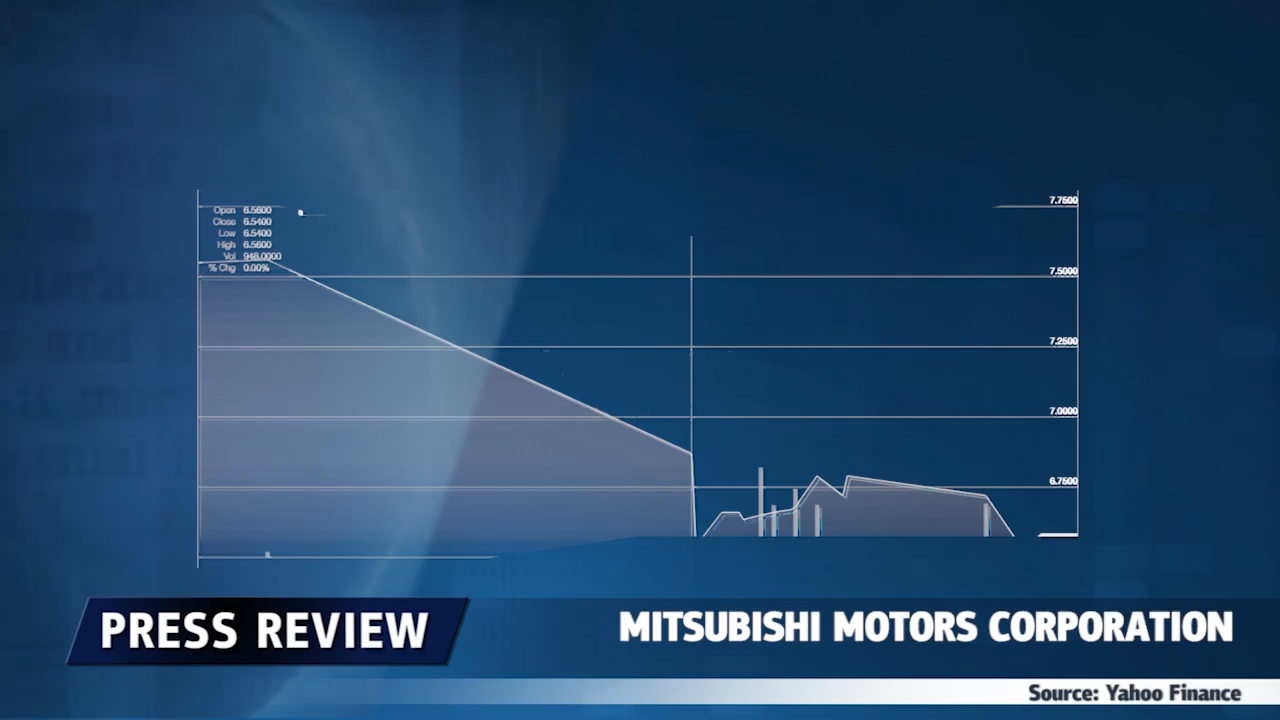 Open 6.5600
Close 6.5400
Low 6.5400
High 6.5600
Vol 948.0000
% Chg 0.00%
7.7500
7.5000
7.2500
7.0000
6.7500
PRESS REVIEW
MITSUBISHI MOTORS CORPORATION
Source: Yahoo Finance